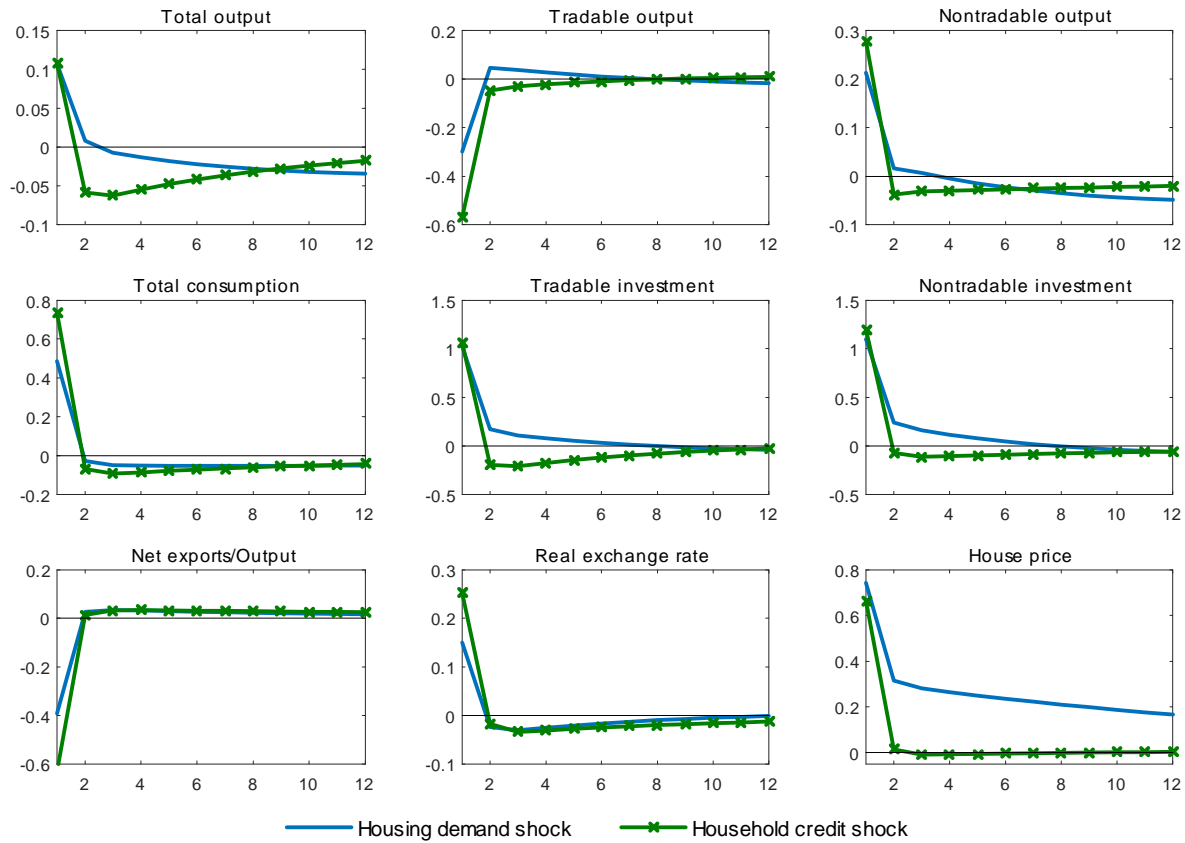 Total output
0.15
0.1
0.05
0
-0.05
-0.1
2 4 6 8 10 12
Tradable output
0.2
0
-0.2
-0.4
-0.6
2 4 6 8 10 12
Nontradable output
0.3
0.2
0.1
0
-0.1
2 4 6 8 10 12
Total consumption
0.8
0.6
0.4
0.2
0
-0.2
2 4 6 8 10 12
Tradable investment
1.5
1
0.5
0
-0.5
2 4 6 8 10 12
Nontradable investment
1.5
1
0.5
0
-0.5
2 4 6 8 10 12
Net exports/Output
0.2
0
-0.2
-0.4
-0.6
2 4 6 8 10 12
Real exchange rate
0.3
0.2
0.1
0
-0.1
2 4 6 8 10 12
House price
0.8
0.6
0.4
0.2
0
2 4 6 8 10 12
Housing demand shock
Household credit shock